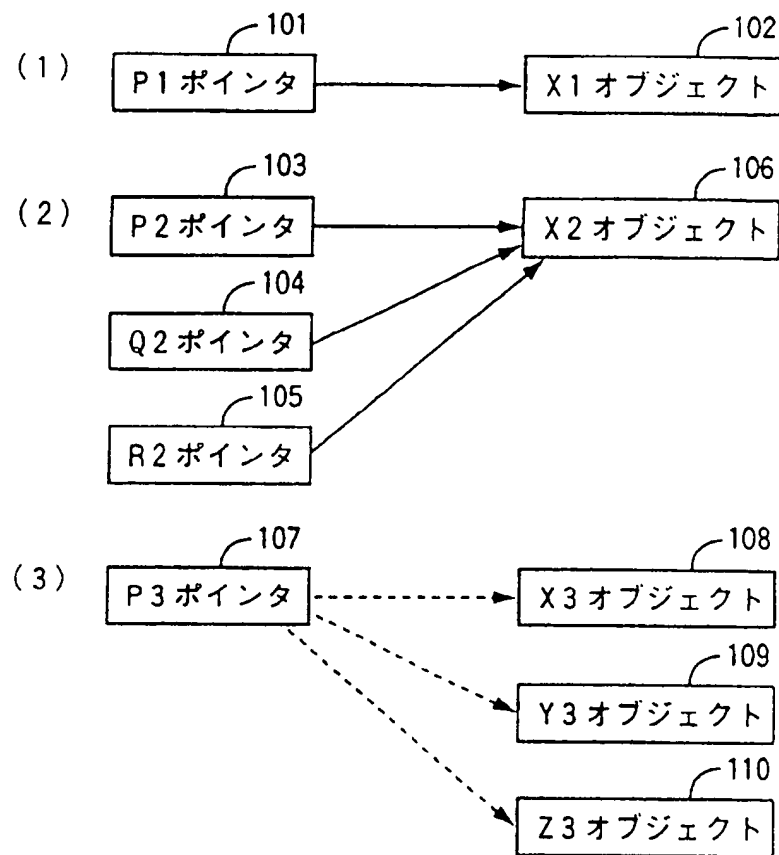 101
102
(1)
P1ポインタ
X1オブジェクト
103
106
(2)
P2ポインタ
X2オブジェクト
104
Q2ポインタ
105
R2ポインタ
107
108
(3)
P3ポインタ
X3オブジェクト
109
Y3オブジェクト
110
Z3オブジェクト